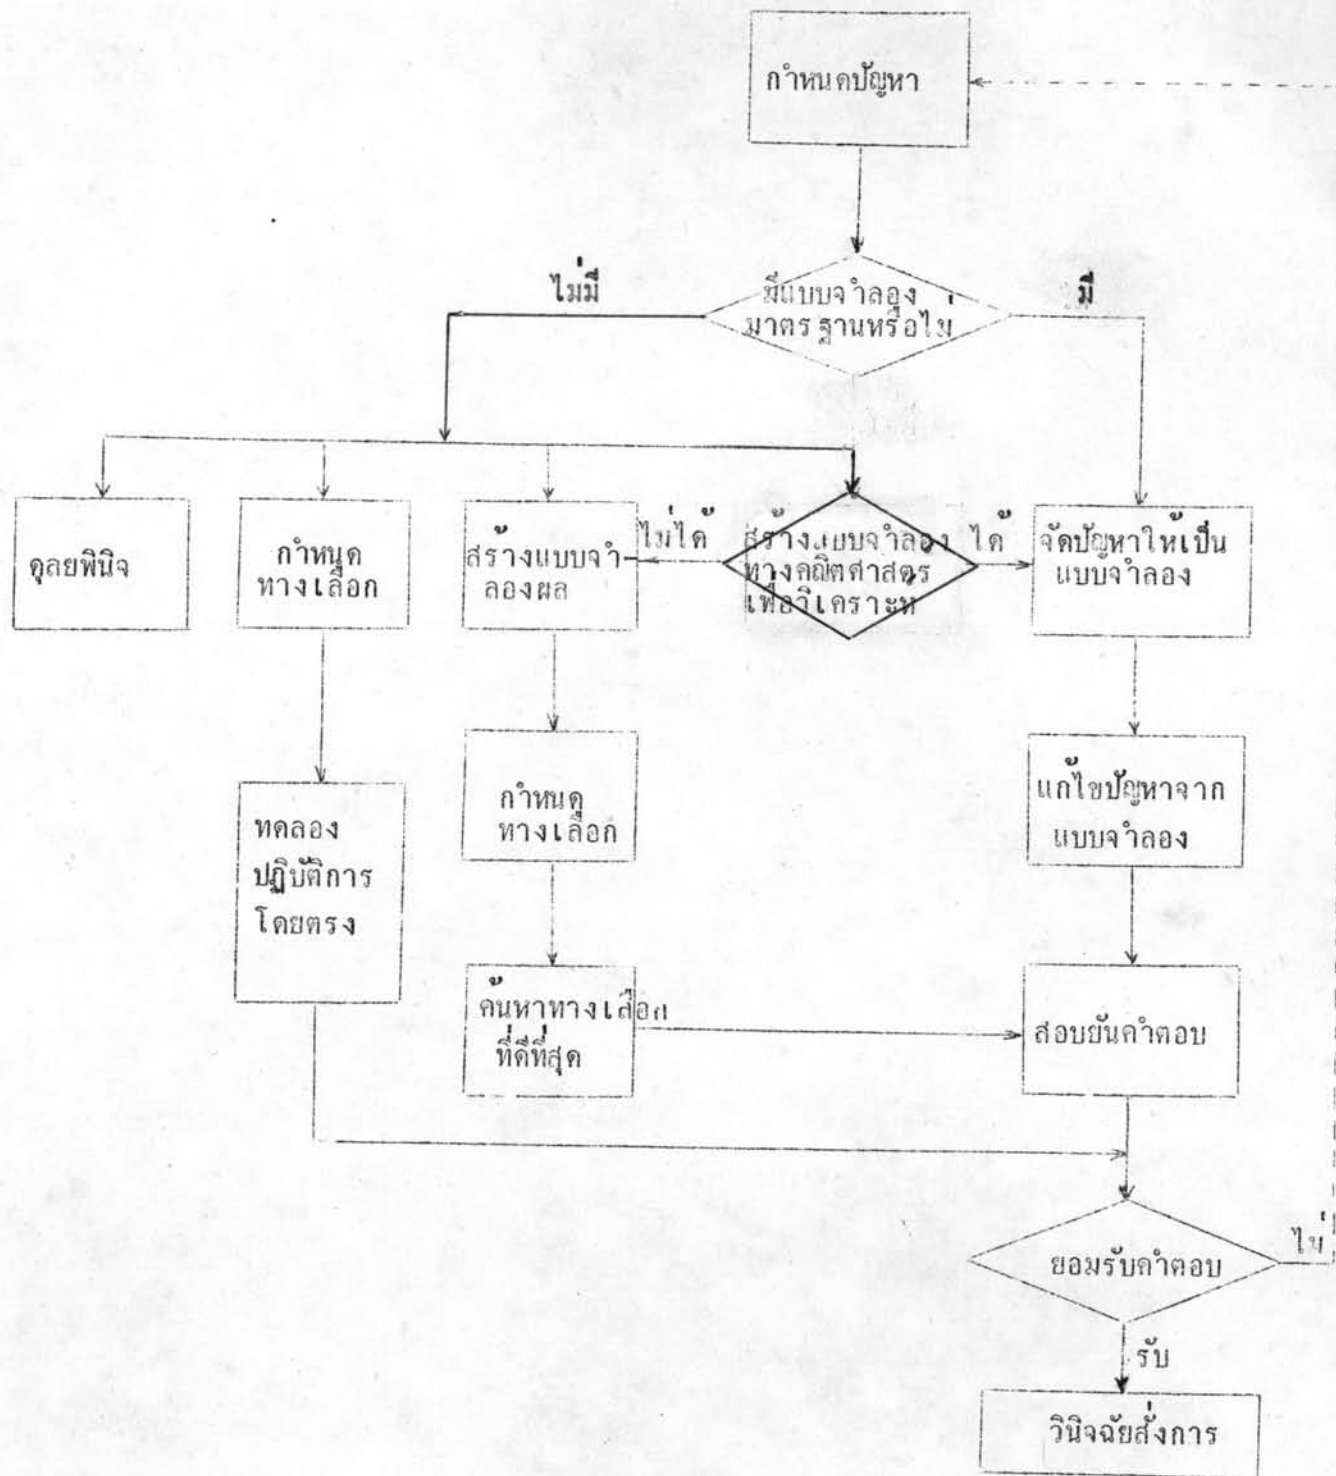 กำหนดปัญหา
ไม่มี
มีแบบจำลอง
มาตรฐานหรือไม่
มี
ดุลยพินิจ
กำหนด
ทางเลือก
สร้างแบบจำ
ลองผล
ไม่ได้
สร้างแบบจำลอง
ทางคณิตศาสตร
เพื่อวิเคราะห
ได้
จัดปัญหาให้เป็น
แบบจำลอง
ทดลอง
ปฏิบัติการ
โดยตรง
กำหนด
ทางเลือก
แก้ไขปัญหาจาก
แบบจำลอง
ค้นหาทางเลือก
ที่ดีที่สุด
สอบยันคำตอบ
ยอมรับคำตอบ
ไม่
รับ
วินิจฉัยสั่งการ